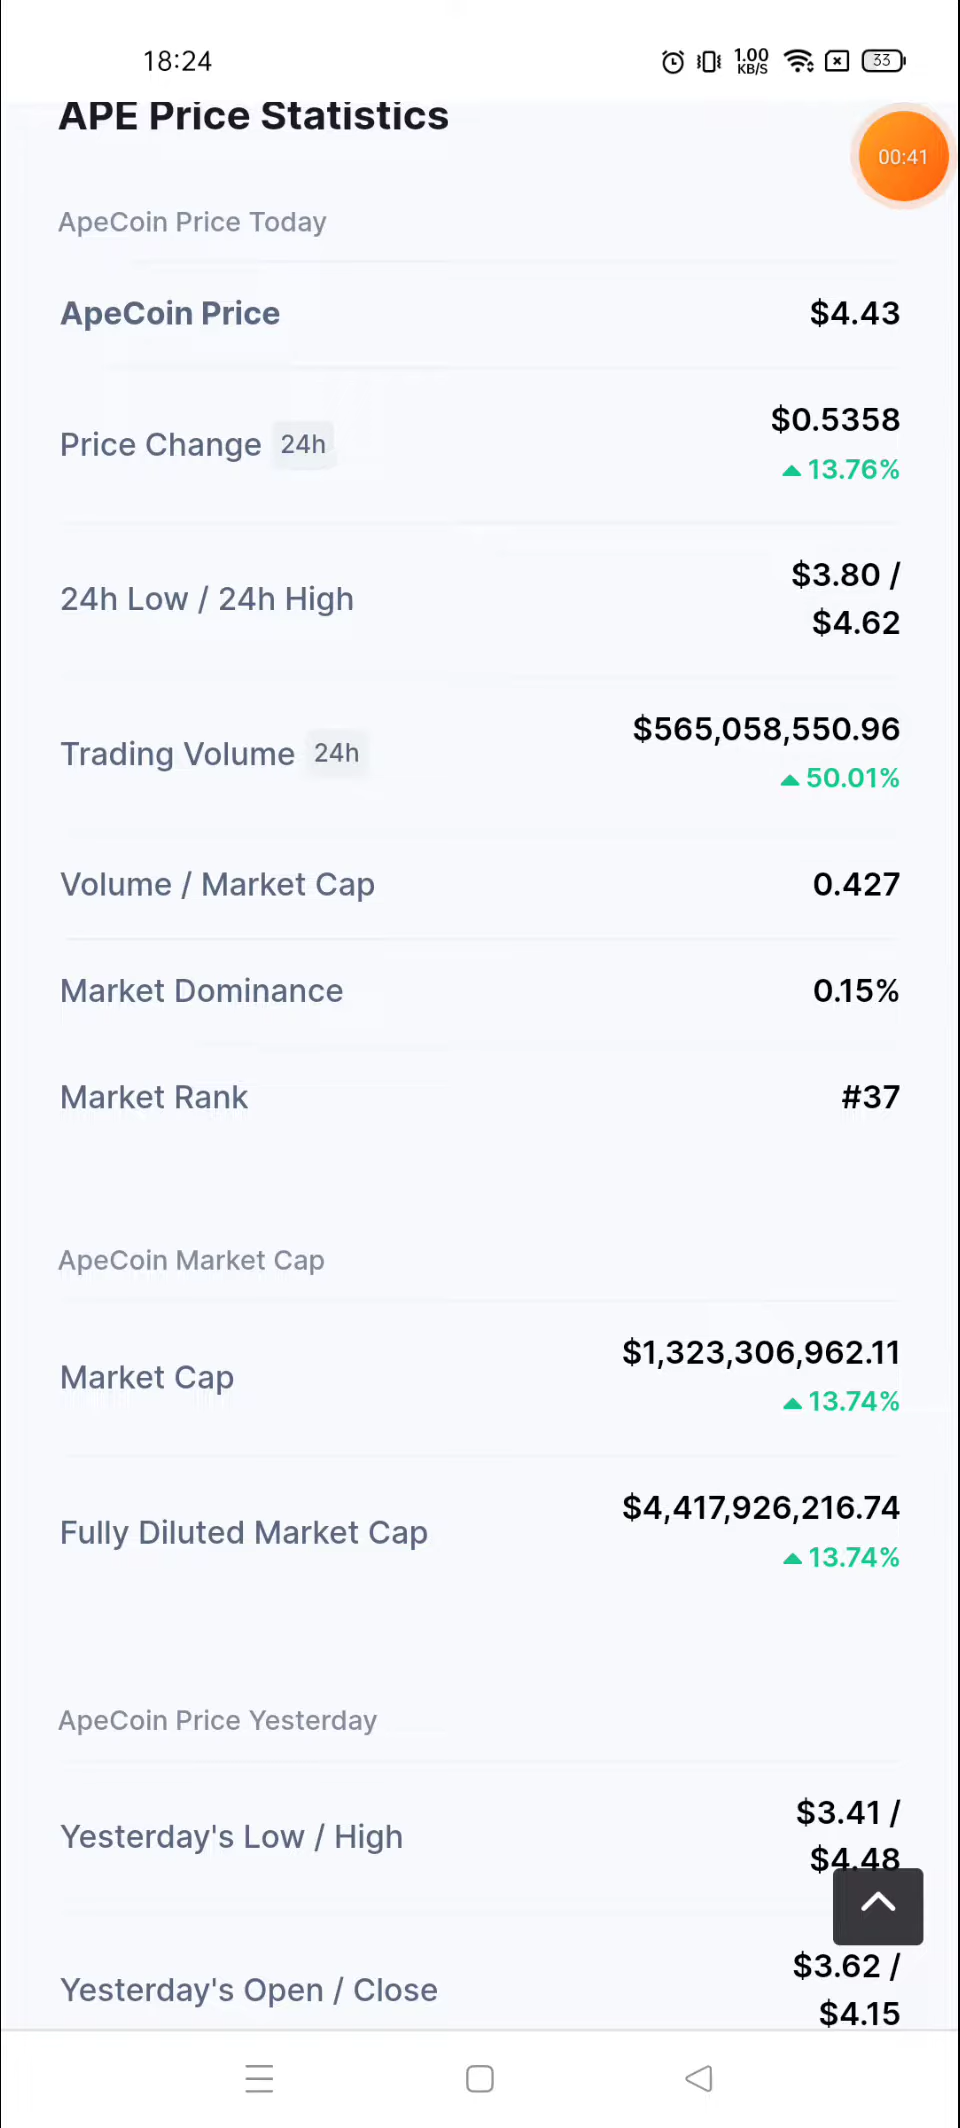 18:24
1.00
KB/S
33
APE Price Statistics
00:41
ApeCoin Price Today
ApeCoin Price
$4.43
Price Change 24h
$0.5358
13.76%
24h Low / 24h High
$3.80 /
$4.62
Trading Volume 24h
$565,058,550.96
50.01%
Volume / Market Cap
0.427
Market Dominance
0.15%
Market Rank
#37
ApeCoin Market Cap
Market Cap
$1,323,306,962.11
13.74%
Fully Diluted Market Cap
$4,417,926,216.74
13.74%
ApeCoin Price Yesterday
Yesterday's Low / High
$3.41 /
$4.48
Yesterday's Open / Close
$3.62 /
$4.15